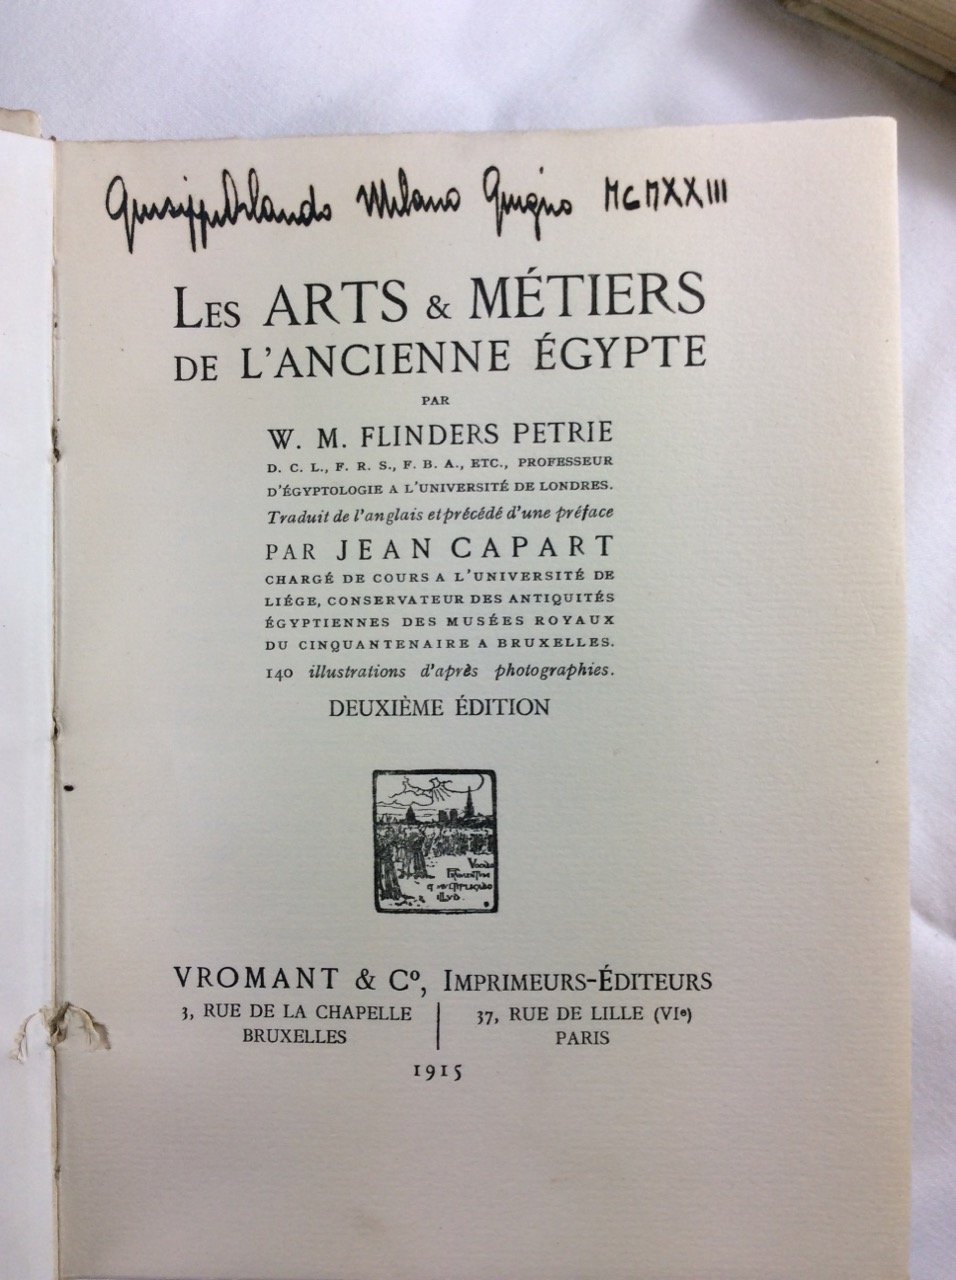 Giuseppe Orlando Milano Giugno MCMXXIII
LES ARTS & MÉTIERS
DE L'ANCIENNE ÉGYPTE
PAR
W. M. FLINDERS PETRIE
D. C. L., F. R. S., F. B. A., ETC., PROFESSEUR
D'ÉGYPTOLOGIE A L'UNIVERSITÉ DE LONDRES.
Traduit de l'anglais et précédé d'une préface
PAR JEAN CAPART
CHARGÉ DE COURS A L'UNIVERSITÉ DE
LIÉGE, CONSERVATEUR DES ANTIQUITÉS
ÉGYPTIENNES DES MUSÉES ROYAUX
DU CINQUANTENAIRE A BRUXELLES.
140 illustrations d'après photographies.
DEUXIÈME ÉDITION
VROMANT & Cº, IMPRIMEURS-ÉDITEURS
3, RUE DE LA CHAPELLE
BRUXELLES
37, RUE DE LILLE (VIe)
PARIS
1915